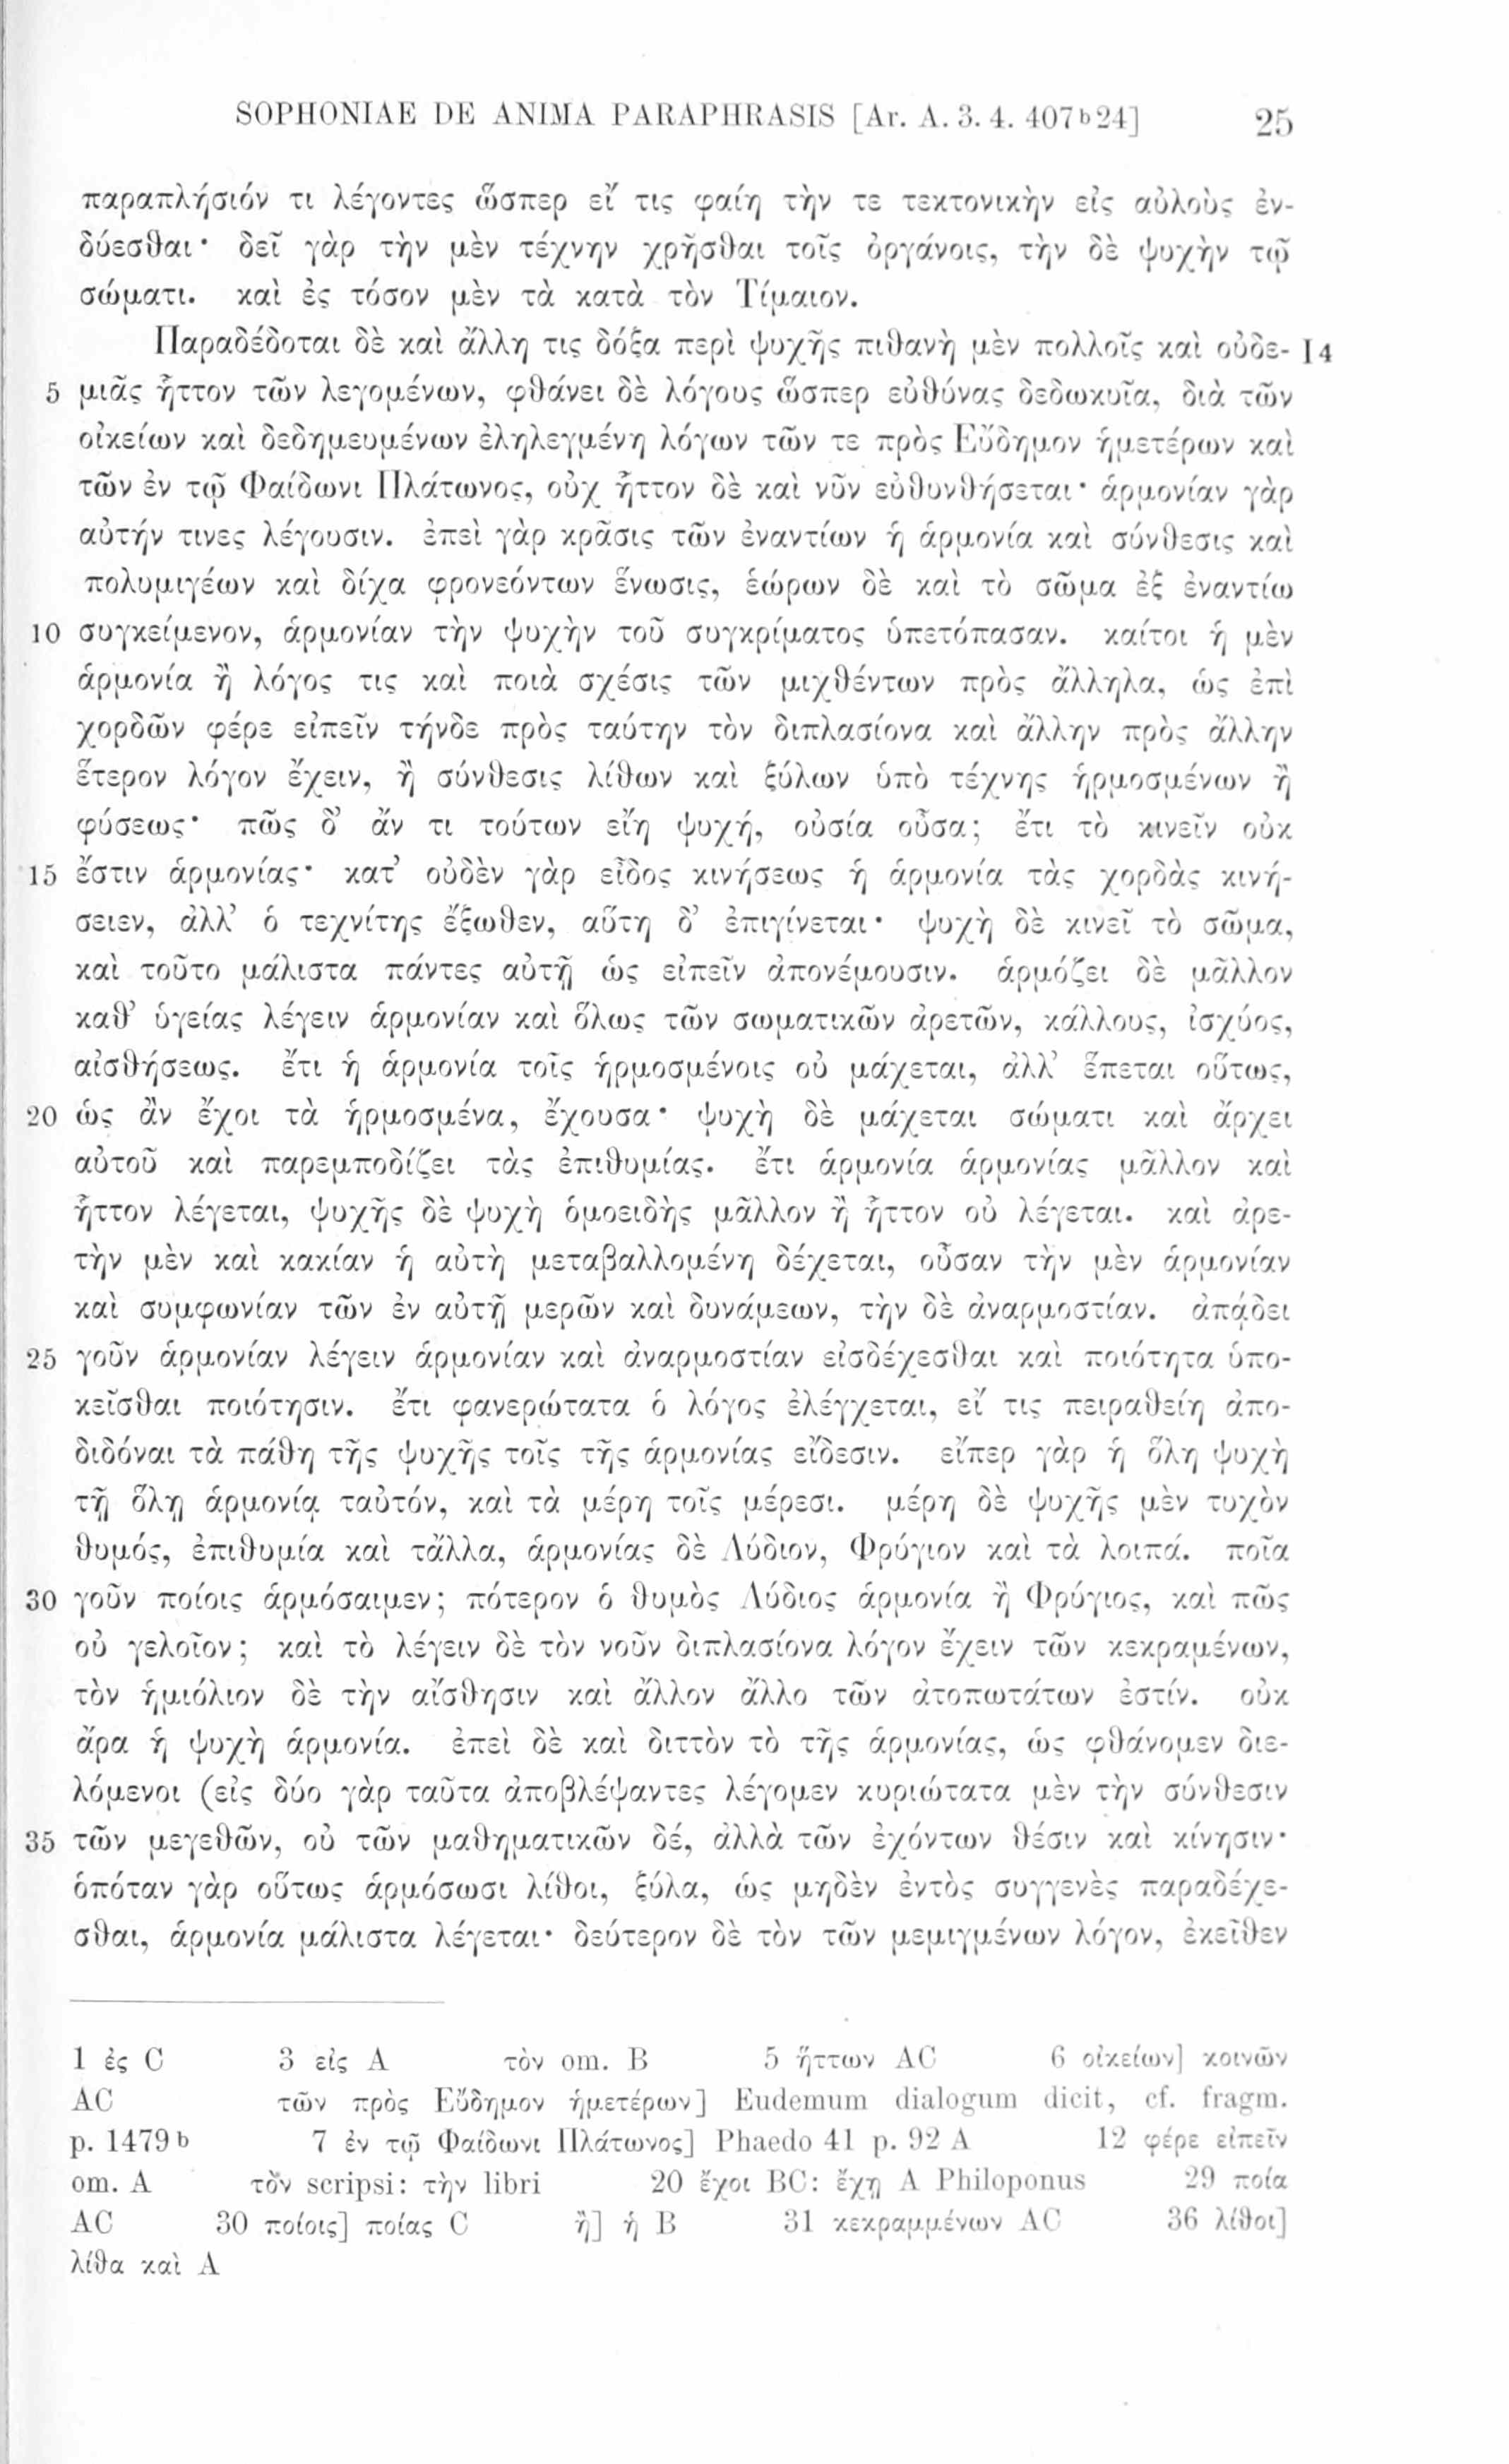 SOPHONIAE DE ANIMA PARAPHRASIS [Ar. A. 3. 4. 407b24] 25
παραπλήσιόν τι λέγοντες ὥσπερ εἴ τις φαίη τὴν τε τεκτονικὴν εἰς αὐλοὺς ἐν-
δύεσθαι· δεῖ γὰρ τὴν μὲν τέχνην χρῆσθαι τοῖς ὀργάνοις, τὴν δὲ ψυχὴν τῷ
σώματι. καὶ ἐς τόσον μὲν τὰ κατὰ τὸν Τίμαιον.
Παραδέδοται δὲ καὶ ἄλλη τις δόξα περὶ ψυχῆς πιθανὴ μὲν πολλοῖς καὶ οὐδε- I 4
5 μιᾶς ἧττον τῶν λεγομένων, φθάνει δὲ λόγους ὥσπερ εὐθύνας δεδωκυῖα, διὰ τῶν
οἰκείων καὶ δεδημευμένων ἐληλεγμένη λόγων τῶν τε πρὸς Εὔδημον ἡμετέρων καὶ
τῶν ἐν τῷ Φαίδωνι Πλάτωνος, οὐχ ἧττον δὲ καὶ νῦν εὐθυνθήσεται· ἁρμονίαν γὰρ
αὐτήν τινες λέγουσιν. ἐπεὶ γὰρ κρᾶσις τῶν ἐναντίων ἡ ἁρμονία καὶ σύνθεσις καὶ
πολυμιγέων καὶ δίχα φρονεόντων ἕνωσις, ἑώρων δὲ καὶ τὸ σῶμα ἐξ ἐναντίω
10 συγκείμενον, ἁρμονίαν τὴν ψυχὴν τοῦ συγκρίματος ὑπετόπασαν. καίτοι ἡ μὲν
ἁρμονία ἢ λόγος τις καὶ ποιὰ σχέσις τῶν μιχθέντων πρὸς ἄλληλα, ὡς ἐπὶ
χορδῶν φέρε εἰπεῖν τήνδε πρὸς ταύτην τὸν διπλασίονα καὶ ἄλλην πρὸς ἄλλην
ἕτερον λόγον ἔχειν, ἢ σύνθεσις λίθων καὶ ξύλων ὑπὸ τέχνης ἡρμοσμένων ἢ
φύσεως· πῶς δ’ ἄν τι τούτων εἴη ψυχή, οὐσία οὖσα; ἔτι τὸ κινεῖν οὐκ
15 ἔστιν ἁρμονίας· κατ’ οὐδὲν γὰρ εἶδος κινήσεως ἡ ἁρμονία τὰς χορδὰς κινή-
σειεν, ἀλλ’ ὁ τεχνίτης ἔξωθεν, αὕτη δ’ ἐπιγίνεται· ψυχὴ δὲ κινεῖ τὸ σῶμα,
καὶ τοῦτο μάλιστα πάντες αὐτῇ ὡς εἰπεῖν ἀπονέμουσιν. ἁρμόζει δὲ μᾶλλον
καθ’ ὑγείας λέγειν ἁρμονίαν καὶ ὅλως τῶν σωματικῶν ἀρετῶν, κάλλους, ἰσχύος,
αἰσθήσεως. ἔτι ἡ ἁρμονία τοῖς ἡρμοσμένοις οὐ μάχεται, ἀλλ’ ἕπεται οὕτως,
20 ὡς ἂν ἔχοι τὰ ἡρμοσμένα, ἔχουσα· ψυχὴ δὲ μάχεται σώματι καὶ ἄρχει
αὐτοῦ καὶ παρεμποδίζει τὰς ἐπιθυμίας. ἔτι ἁρμονία ἁρμονίας μᾶλλον καὶ
ἧττον λέγεται, ψυχῆς δὲ ψυχὴ ὁμοειδὴς μᾶλλον ἢ ἧττον οὐ λέγεται. καὶ ἀρε-
τὴν μὲν καὶ κακίαν ἡ αὐτὴ μεταβαλλομένη δέχεται, οὖσαν τὴν μὲν ἁρμονίαν
καὶ συμφωνίαν τῶν ἐν αὐτῇ μερῶν καὶ δυνάμεων, τὴν δὲ ἀναρμοστίαν. ἀπᾴδει
25 γοῦν ἁρμονίαν λέγειν ἁρμονίαν καὶ ἀναρμοστίαν εἰσδέχεσθαι καὶ ποιότητα ὑπο-
κεῖσθαι ποιότησιν. ἔτι φανερώτατα ὁ λόγος ἐλέγχεται, εἴ τις πειραθείη ἀπο-
διδόναι τὰ πάθη τῆς ψυχῆς τοῖς τῆς ἁρμονίας εἴδεσιν. εἴπερ γὰρ ἡ ὅλη ψυχὴ
τῇ ὅλῃ ἁρμονίᾳ ταὐτόν, καὶ τὰ μέρη τοῖς μέρεσι. μέρη δὲ ψυχῆς μὲν τυχὸν
θυμός, ἐπιθυμία καὶ τἄλλα, ἁρμονίας δὲ Λύδιον, Φρύγιον καὶ τὰ λοιπά. ποῖα
30 γοῦν ποίοις ἁρμόσαιμεν; πότερον ὁ θυμὸς Λύδιος ἁρμονία ἢ Φρύγιος, καὶ πῶς
οὐ γελοῖον; καὶ τὸ λέγειν δὲ τὸν νοῦν διπλασίονα λόγον ἔχειν τῶν κεκραμένων,
τὸν ἡμιόλιον δὲ τὴν αἴσθησιν καὶ ἄλλον ἄλλο τῶν ἀτοπωτάτων ἐστίν. οὐκ
ἄρα ἡ ψυχὴ ἁρμονία. ἐπεὶ δὲ καὶ διττὸν τὸ τῆς ἁρμονίας, ὡς φθάνομεν διε-
λόμενοι (εἰς δύο γὰρ ταῦτα ἀποβλέψαντες λέγομεν κυριώτατα μὲν τὴν σύνθεσιν
35 τῶν μεγεθῶν, οὐ τῶν μαθηματικῶν δέ, ἀλλὰ τῶν ἐχόντων θέσιν καὶ κίνησιν·
ὁπόταν γὰρ οὕτως ἁρμόσωσι λίθοι, ξύλα, ὡς μηδὲν ἐντὸς συγγενὲς παραδέχε-
σθαι, ἁρμονία μάλιστα λέγεται· δεύτερον δὲ τὸν τῶν μεμιγμένων λόγον, ἐκεῖθεν
1 ἐς C 3 εἰς A τὸν om. B 5 ἥττων AC 6 οἰκείων] κοινῶν
AC τῶν πρὸς Εὔδημον ἡμετέρων] Eudemum dialogum dicit, cf. fragm.
p. 1479b 7 ἐν τῷ Φαίδωνι Πλάτωνος] Phaedo 41 p. 92 A 12 φέρε εἰπεῖν
om. A τὸν scripsi: τὴν libri 20 ἔχοι BC: ἔχῃ A Philoponus 29 ποία
AC 30 ποίοις] ποίας C ἢ] ἡ B 31 κεκραμμένων AC 36 λίθοι]
λίθα καὶ A